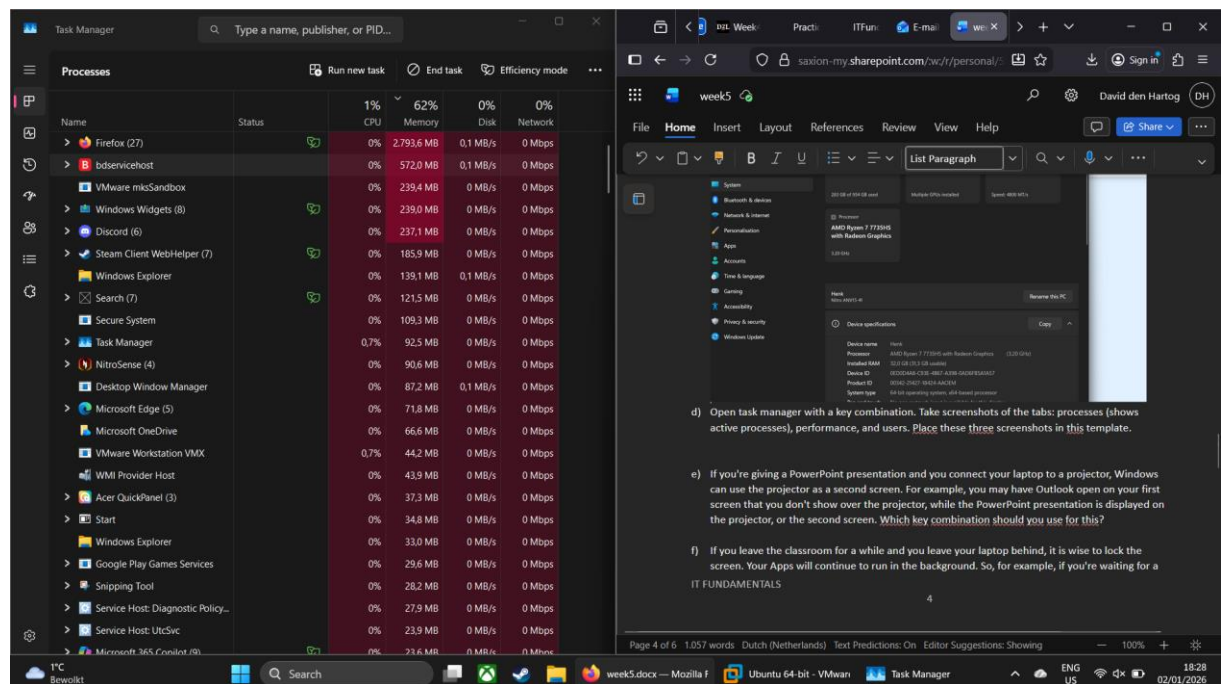 Task Manager
Type a name, publisher, or PID...
Processes
Run new task
End task
Efficiency mode
1% 62% 0% 0%
Name Status CPU Memory Disk Network
Firefox (27) 0% 2.793,6 MB 0,1 MB/s 0 Mbps
bdservicehost 0% 572,0 MB 0,1 MB/s 0 Mbps
VMware mksSandbox 0% 239,4 MB 0 MB/s 0 Mbps
Windows Widgets (8) 0% 239,0 MB 0 MB/s 0 Mbps
Discord (6) 0% 237,1 MB 0 MB/s 0 Mbps
Steam Client WebHelper (7) 0% 185,9 MB 0 MB/s 0 Mbps
Windows Explorer 0% 139,1 MB 0,1 MB/s 0 Mbps
Search (7) 0% 121,5 MB 0 MB/s 0 Mbps
Secure System 0% 109,3 MB 0 MB/s 0 Mbps
Task Manager 0,7% 92,5 MB 0 MB/s 0 Mbps
NitroSense (4) 0% 90,6 MB 0 MB/s 0 Mbps
Desktop Window Manager 0% 87,2 MB 0,1 MB/s 0 Mbps
Microsoft Edge (5) 0% 71,8 MB 0 MB/s 0 Mbps
Microsoft OneDrive 0% 66,6 MB 0 MB/s 0 Mbps
VMware Workstation VMX 0,7% 44,2 MB 0 MB/s 0 Mbps
WMI Provider Host 0% 43,9 MB 0 MB/s 0 Mbps
Acer QuickPanel (3) 0% 37,3 MB 0 MB/s 0 Mbps
Start 0% 34,8 MB 0 MB/s 0 Mbps
Windows Explorer 0% 33,0 MB 0 MB/s 0 Mbps
Google Play Games Services 0% 29,6 MB 0 MB/s 0 Mbps
Snipping Tool 0% 28,2 MB 0 MB/s 0 Mbps
Service Host: Diagnostic Policy... 0% 27,9 MB 0 MB/s 0 Mbps
Service Host: UtcSvc 0% 23,9 MB 0 MB/s 0 Mbps
Microsoft 365 Copilot (9) 0% 23,6 MB 0 MB/s 0 Mbps
Week Practic ITFun E-mai we
saxion-my.sharepoint.com/:w:/r/personal/
Sign in
week5 David den Hartog DH
File Home Insert Layout References Review View Help Share
B I U List Paragraph
System
Bluetooth & devices
Network & internet
Personalisation
Apps
Accounts
Time & language
Gaming
Accessibility
Privacy & security
Windows Update
Multiple GPUs installed
Processor
AMD Ryzen 7 7735HS
with Radeon Graphics
3.20 GHz
Henk
Rename this PC
Device specifications
Copy
Device name Henk
Processor AMD Ryzen 7 7735HS with Radeon Graphics (3.20 GHz)
Installed RAM 32,0 GB
Device ID
Product ID
System type 64-bit operating system, x64-based processor
d) Open task manager with a key combination. Take screenshots of the tabs: processes (shows
active processes), performance, and users. Place these three screenshots in this template.
e) If you're giving a PowerPoint presentation and you connect your laptop to a projector, Windows
can use the projector as a second screen. For example, you may have Outlook open on your first
screen that you don't show over the projector, while the PowerPoint presentation is displayed on
the projector, or the second screen. Which key combination should you use for this?
f) If you leave the classroom for a while and you leave your laptop behind, it is wise to lock the
screen. Your Apps will continue to run in the background. So, for example, if you're waiting for a
IT FUNDAMENTALS
4
Page 4 of 6 1.057 words Dutch (Netherlands) Text Predictions: On Editor Suggestions: Showing 100%
1°C
Bewolkt
Search
week5.docx — Mozilla F
Ubuntu 64-bit - VMwar
Task Manager
ENG
US
18:28
02/01/2026